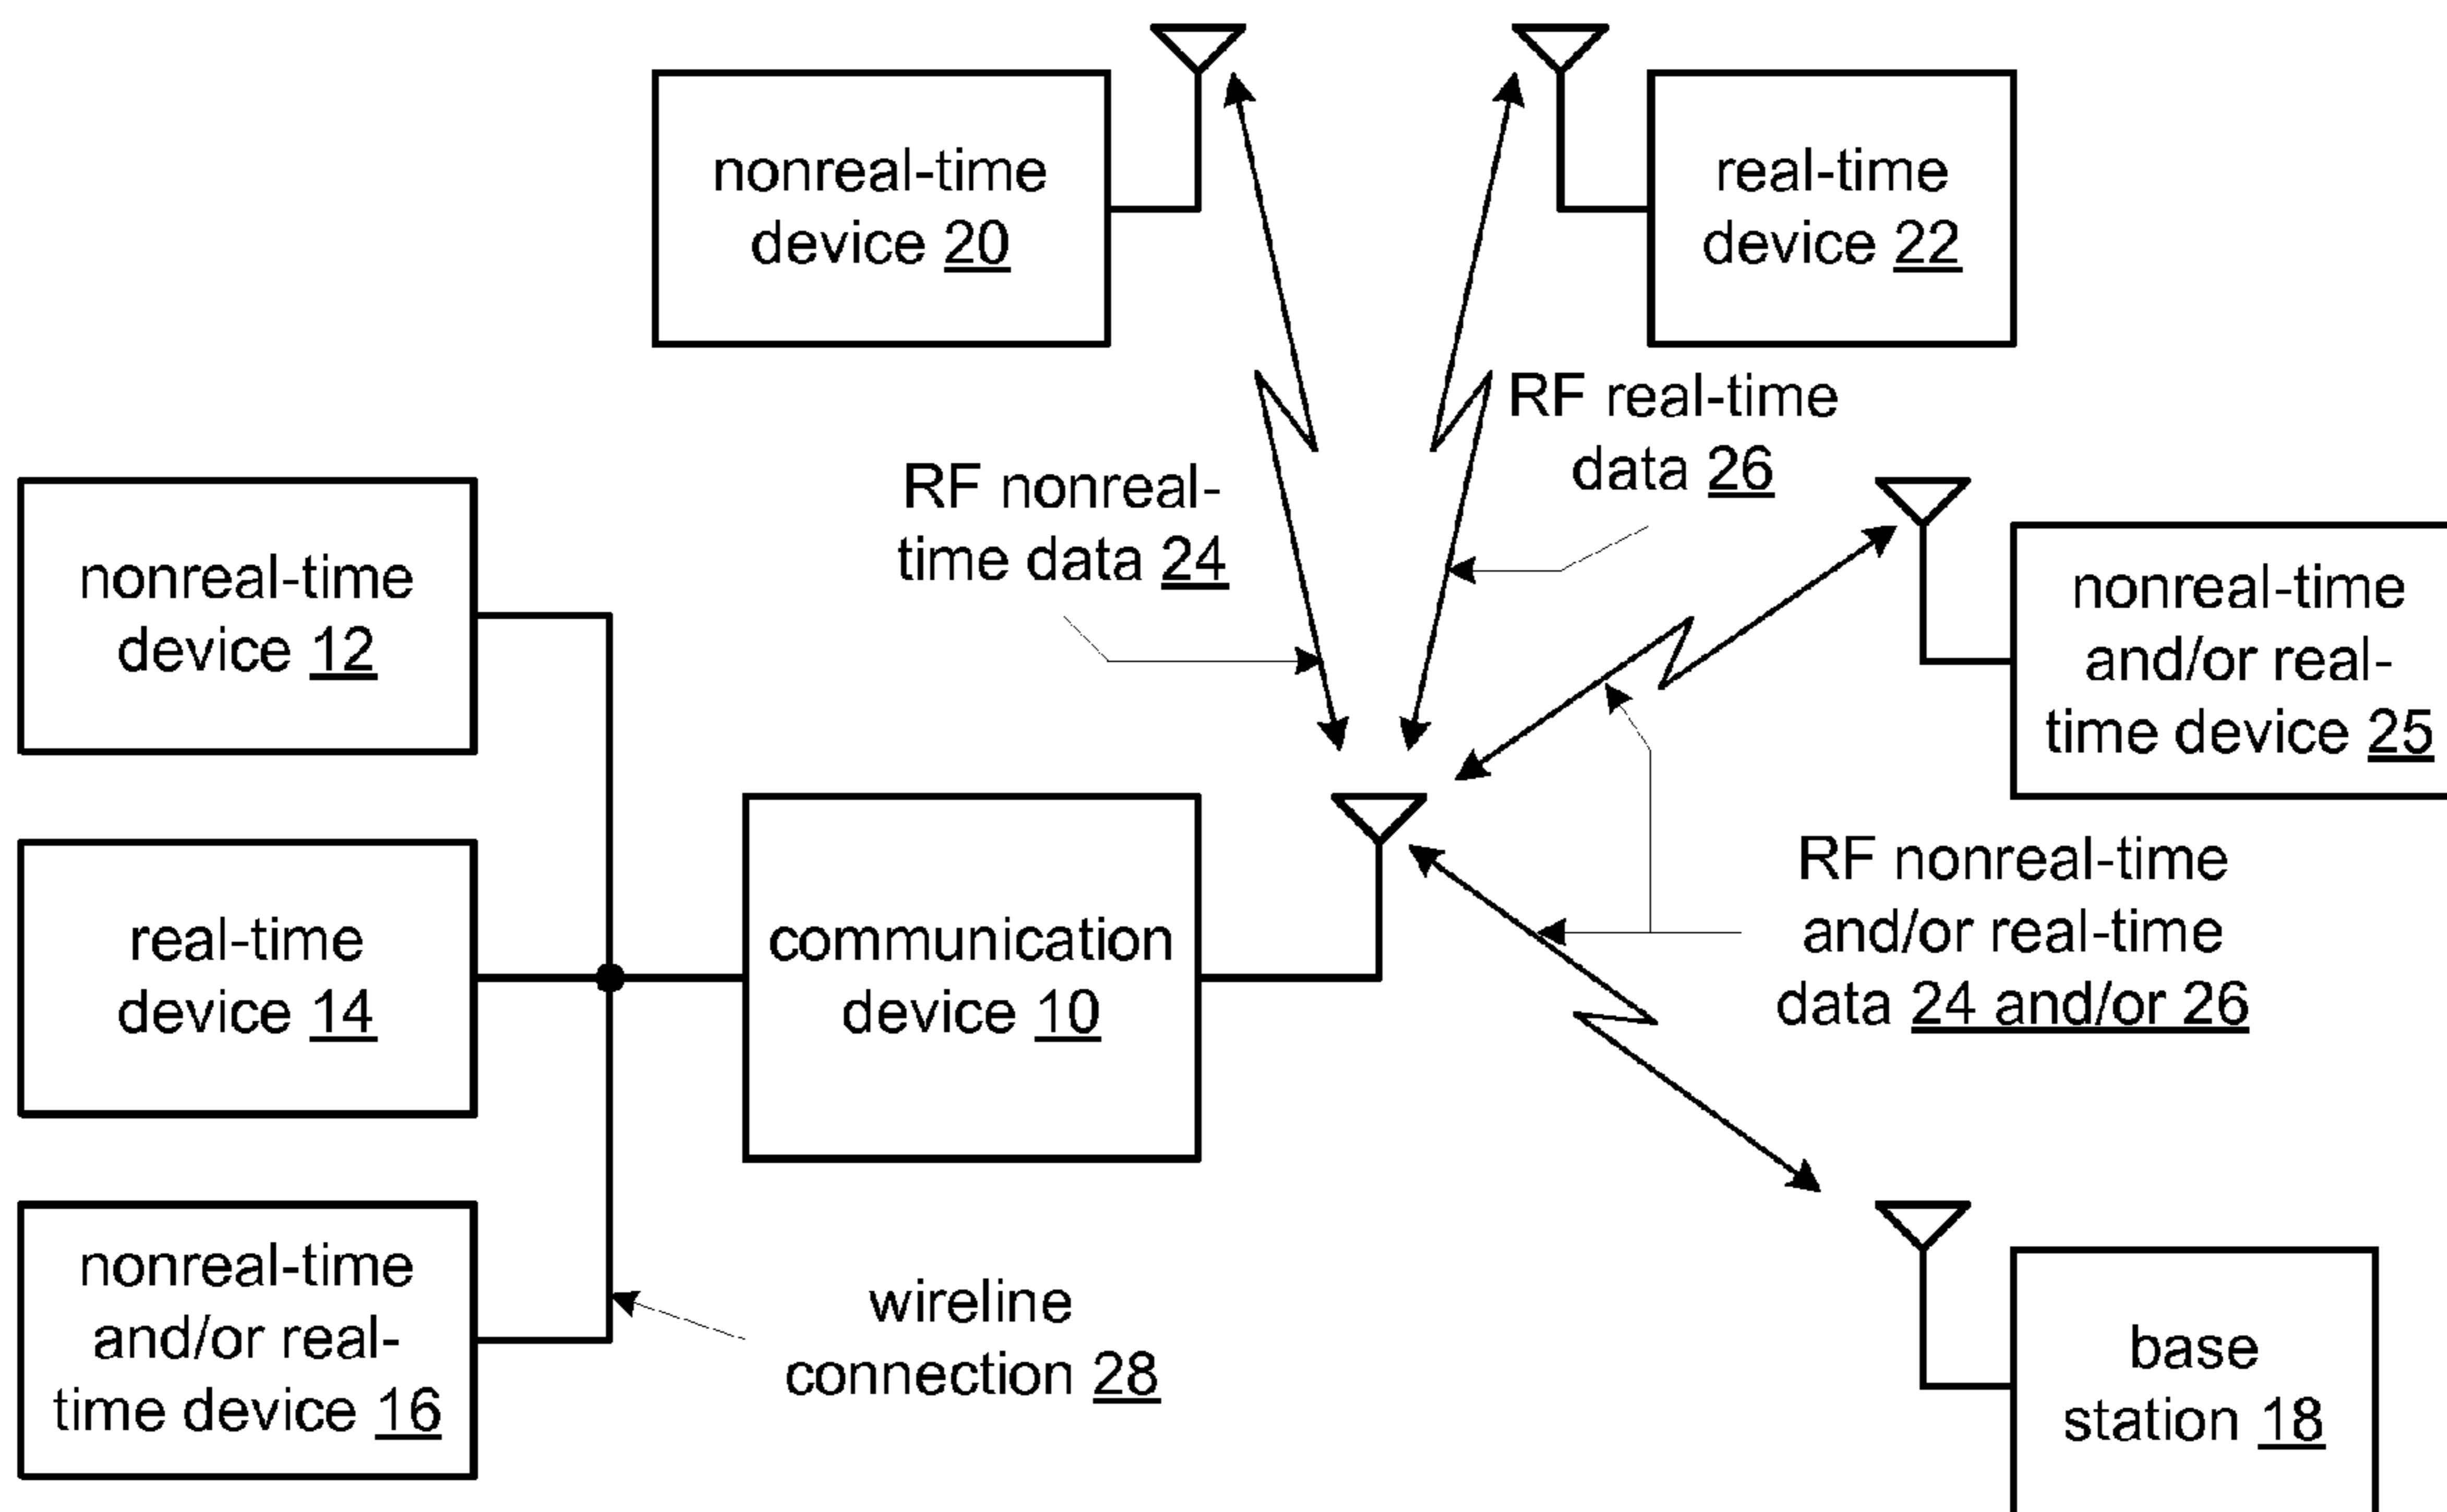 nonreal-time
device 20
real-time
device 22
RF real-time
data 26
RF nonreal-
time data 24
nonreal-time
device 12
nonreal-time
and/or real-
time device 25
real-time
device 14
communication
device 10
RF nonreal-time
and/or real-time
data 24 and/or 26
nonreal-time
and/or real-
time device 16
wireline
connection 28
base
station 18